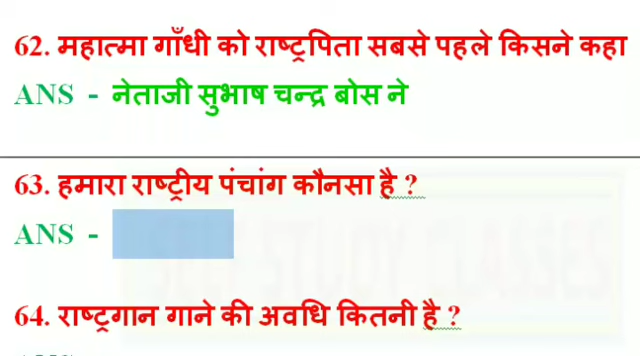 62. महात्मा गाँधी को राष्ट्रपिता सबसे पहले किसने कहा
ANS - नेताजी सुभाष चन्द्र बोस ने
63. हमारा राष्ट्रीय पंचांग कौनसा है ?
ANS -
64. राष्ट्रगान गाने की अवधि कितनी है ?